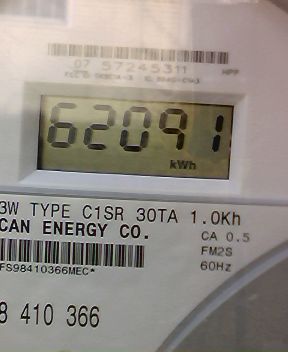 07 57245311
62091
kWh
3W TYPE C1SR 30TA 1.0Kh
CAN ENERGY CO.
CA 0.5
FM2S
FS98410366MEC*
60Hz
8 410 366